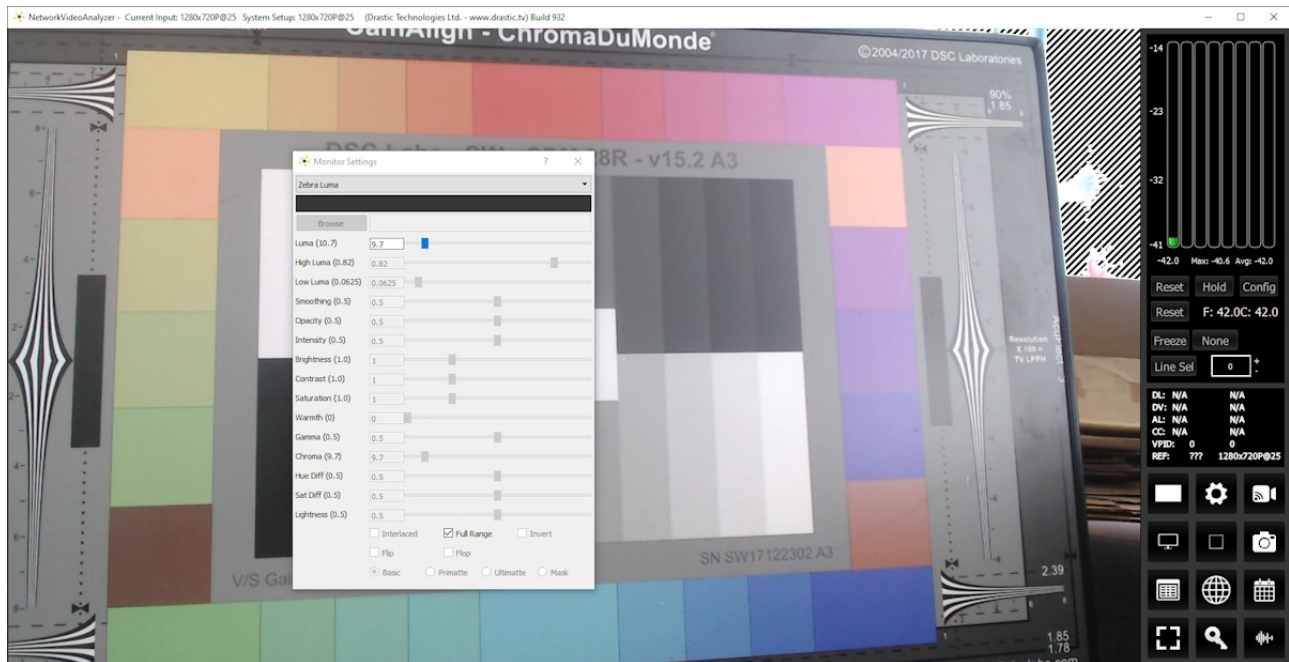 NetworkVideoAnalyzer - Current Input: 1280x720P@25 System Setup: 1280x720P@25 (Drastic Technologies Ltd. - www.drastic.tv) Build 932
CamAlign - ChromaDuMonde
©2004/2017 DSC Laboratories
90%
1.85
8R - v15.2 A3
Monitor Settings
Zebra Luma
Browse
Luma (10.7) 9.7
High Luma (0.82) 0.82
Low Luma (0.0625) 0.0625
Smoothing (0.5) 0.5
Opacity (0.5) 0.5
Intensity (0.5) 0.5
Brightness (1.0) 1
Contrast (1.0) 1
Saturation (1.0) 1
Warmth (0) 0
Gamma (0.5) 0.5
Chroma (9.7) 9.7
Hue Diff (0.5) 0.5
Sat Diff (0.5) 0.5
Lightness (0.5) 0.5
Interlaced Full Range Invert
Flip Flop
Basic Primatte Ultimatte Mask
Resolution
X 100 =
TV LPPH
SN SW17122302 A3
V/S Ga
2.39
1.85
1.78
-14
-23
-32
-41
-42.0 Max: -40.6 Avg: -42.0
Reset Hold Config
Reset F: 42.0C: 42.0
Freeze None
Line Sel 0 + -
DL: N/A N/A
DV: N/A N/A
AL: N/A N/A
CC: N/A N/A
VPID: 0 0
REF: ??? 1280x720P@25